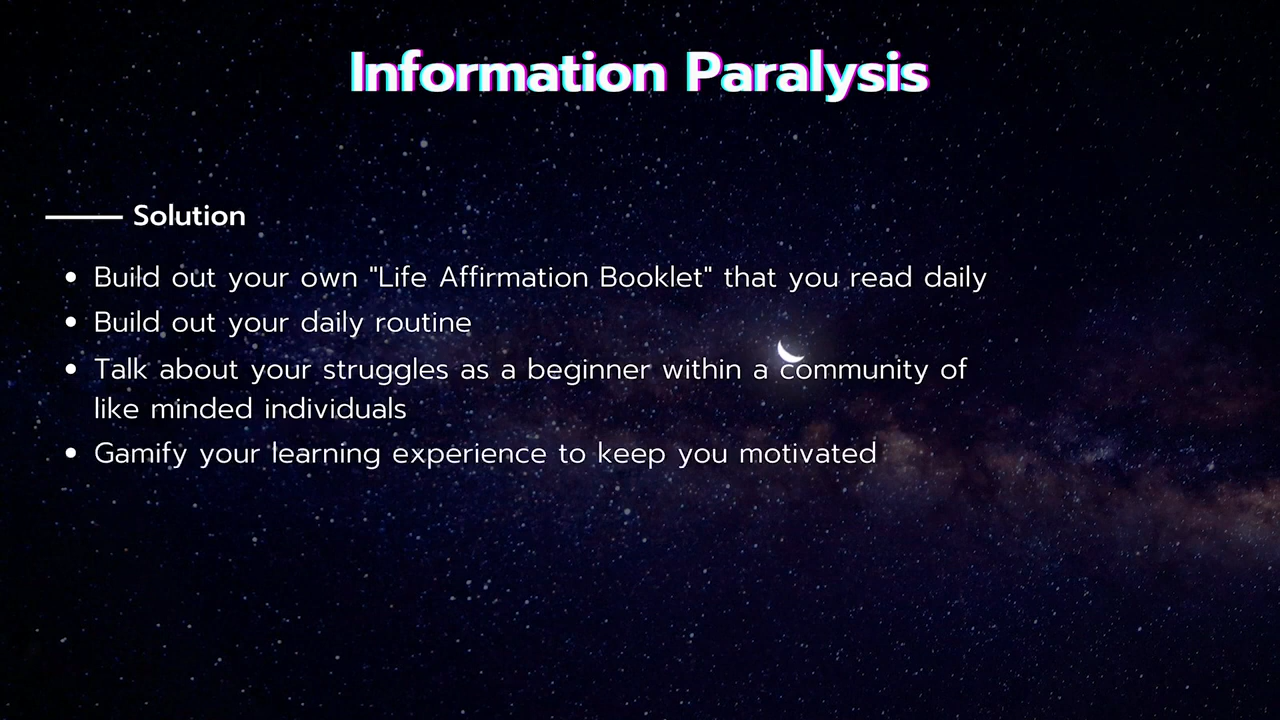 Information Paralysis
Solution
• Build out your own "Life Affirmation Booklet" that you read daily
• Build out your daily routine
• Talk about your struggles as a beginner within a community of
like minded individuals
• Gamify your learning experience to keep you motivated